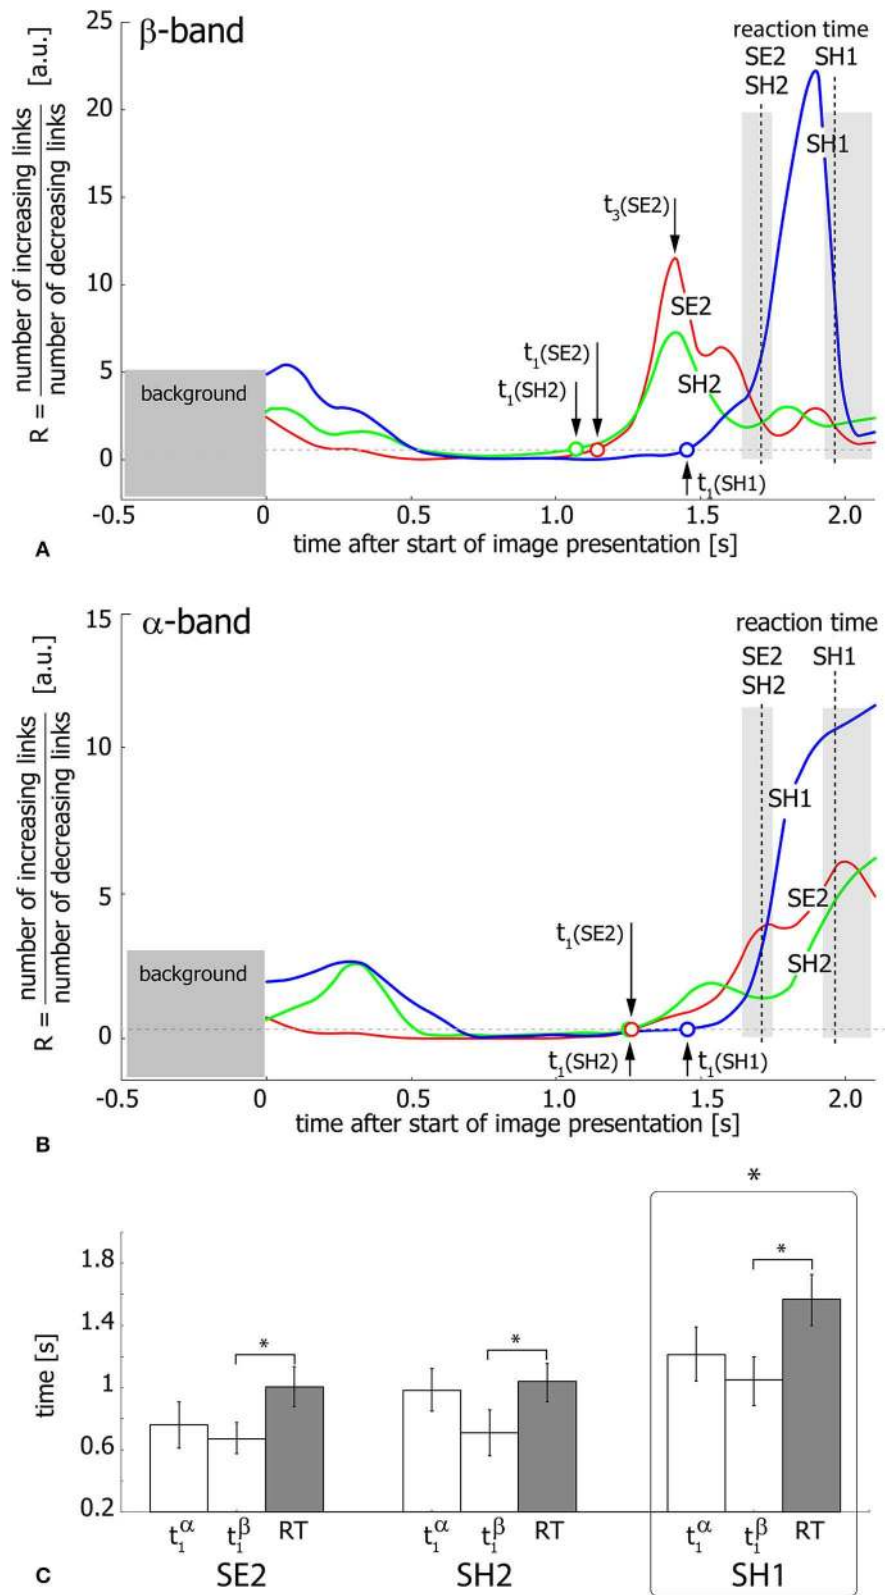 β-band
R = number of increasing links / number of decreasing links [a.u.]
25
20
15
10
5
0
reaction time
SE2
SH2
SH1
SH1
t3(SE2)
SE2
t1(SE2)
t1(SH2)
SH2
background
t1(SH1)
-0.5
0
0.5
1.0
1.5
2.0
time after start of image presentation [s]
A
α-band
R = number of increasing links / number of decreasing links [a.u.]
15
10
5
0
reaction time
SE2
SH2
SH1
SH1
SE2
t1(SE2)
SH2
background
t1(SH2)
t1(SH1)
-0.5
0
0.5
1.0
1.5
2.0
time after start of image presentation [s]
B
*
time [s]
1.8
1.4
1
0.6
0.2
*
*
*
t1α t1β RT
t1α t1β RT
t1α t1β RT
SE2
SH2
SH1
C